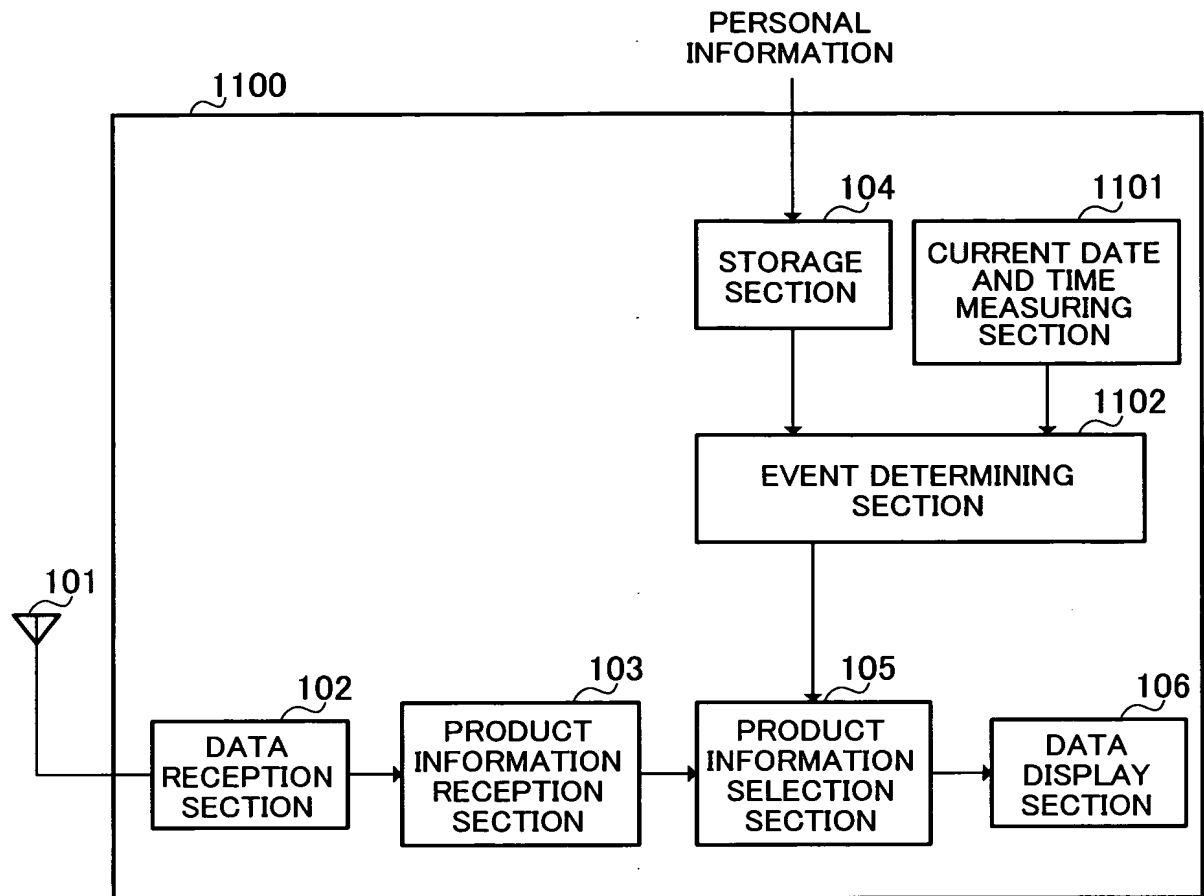 PERSONAL
INFORMATION
1100
104
STORAGE
SECTION
1101
CURRENT DATE
AND TIME
MEASURING
SECTION
1102
EVENT DETERMINING
SECTION
101
102
DATA
RECEPTION
SECTION
103
PRODUCT
INFORMATION
RECEPTION
SECTION
105
PRODUCT
INFORMATION
SELECTION
SECTION
106
DATA
DISPLAY
SECTION